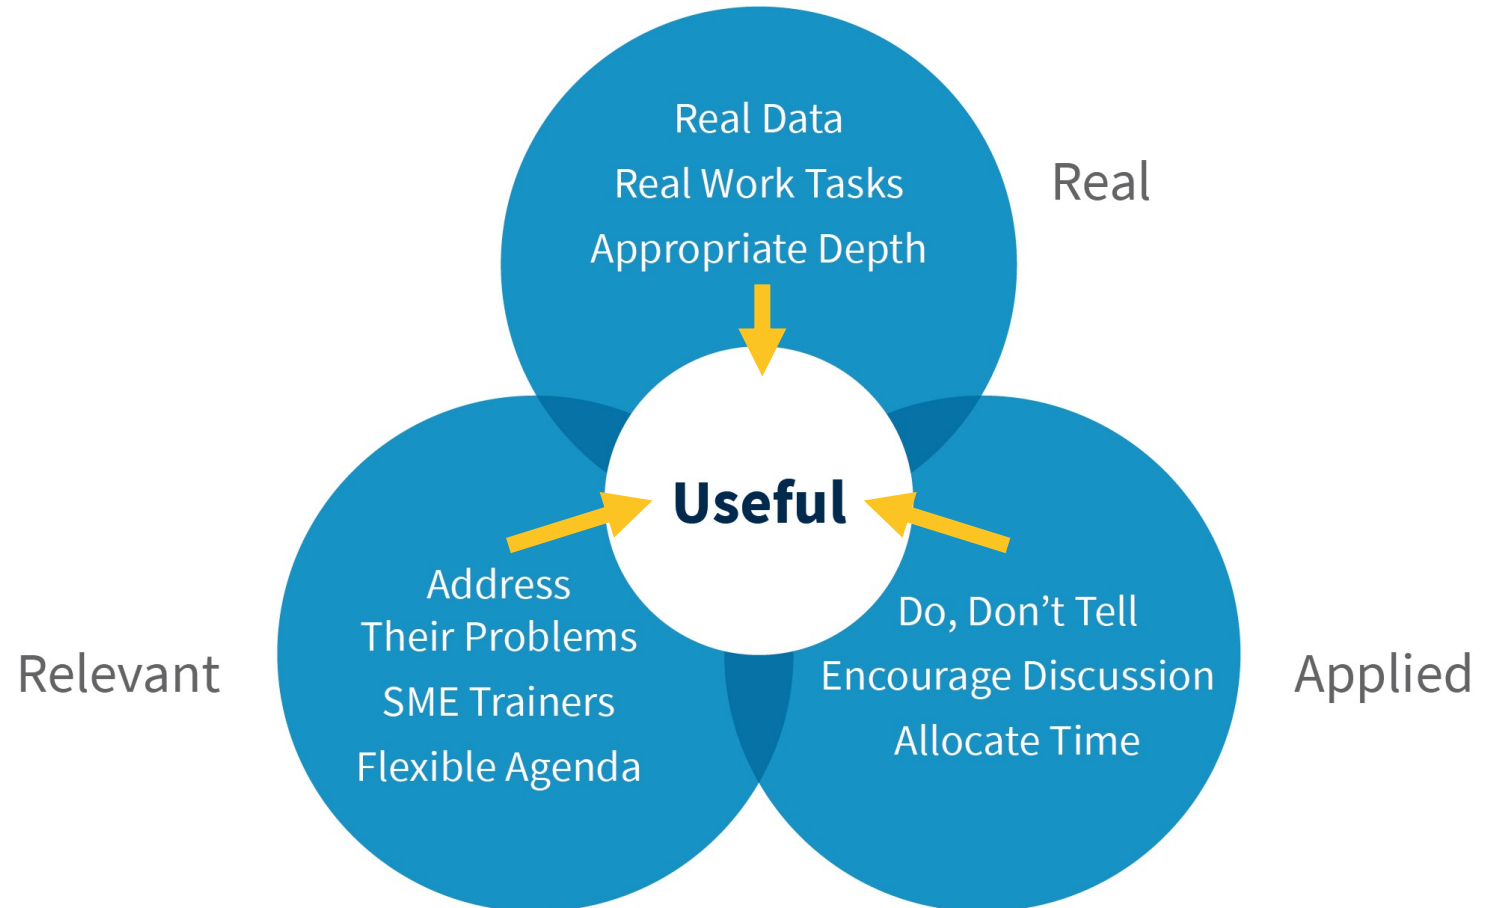 Real Data
Real Work Tasks
Appropriate Depth
Real
Useful
Address
Their Problems
SME Trainers
Flexible Agenda
Relevant
Do, Don’t Tell
Encourage Discussion
Allocate Time
Applied